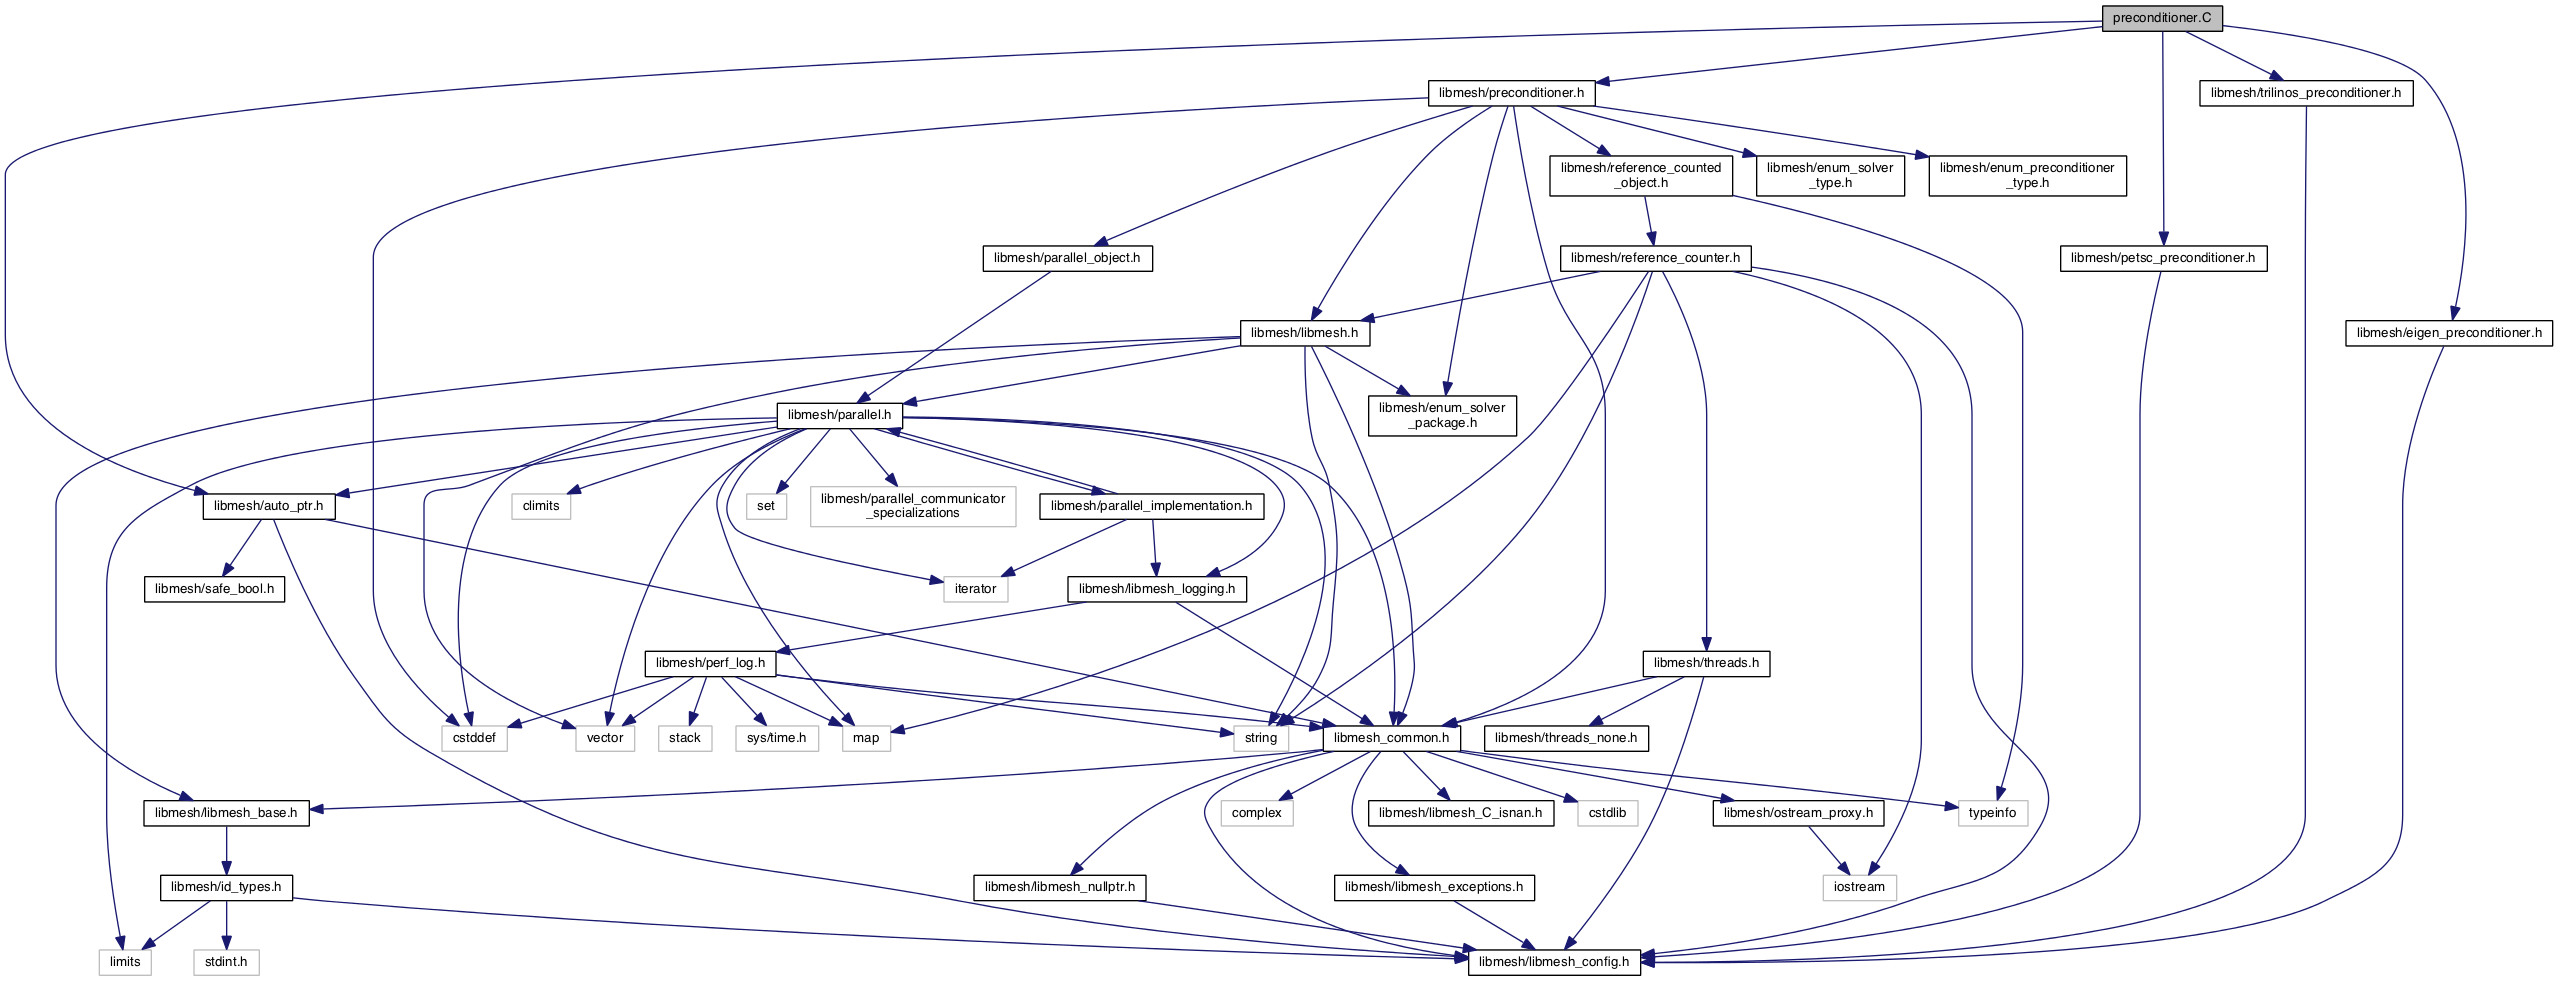 preconditioner.C
libmesh/preconditioner.h
libmesh/trilinos_preconditioner.h
libmesh/reference_counted
_object.h
libmesh/enum_solver
_type.h
libmesh/enum_preconditioner
_type.h
libmesh/parallel_object.h
libmesh/reference_counter.h
libmesh/petsc_preconditioner.h
libmesh/libmesh.h
libmesh/eigen_preconditioner.h
libmesh/parallel.h
libmesh/enum_solver
_package.h
libmesh/auto_ptr.h
climits
set
libmesh/parallel_communicator
_specializations
libmesh/parallel_implementation.h
libmesh/safe_bool.h
iterator
libmesh/libmesh_logging.h
libmesh/perf_log.h
libmesh/threads.h
cstddef
vector
stack
sys/time.h
map
string
libmesh_common.h
libmesh/threads_none.h
libmesh/libmesh_base.h
complex
libmesh/libmesh_C_isnan.h
cstdlib
libmesh/ostream_proxy.h
typeinfo
libmesh/id_types.h
libmesh/libmesh_nullptr.h
libmesh/libmesh_exceptions.h
iostream
limits
stdint.h
libmesh/libmesh_config.h